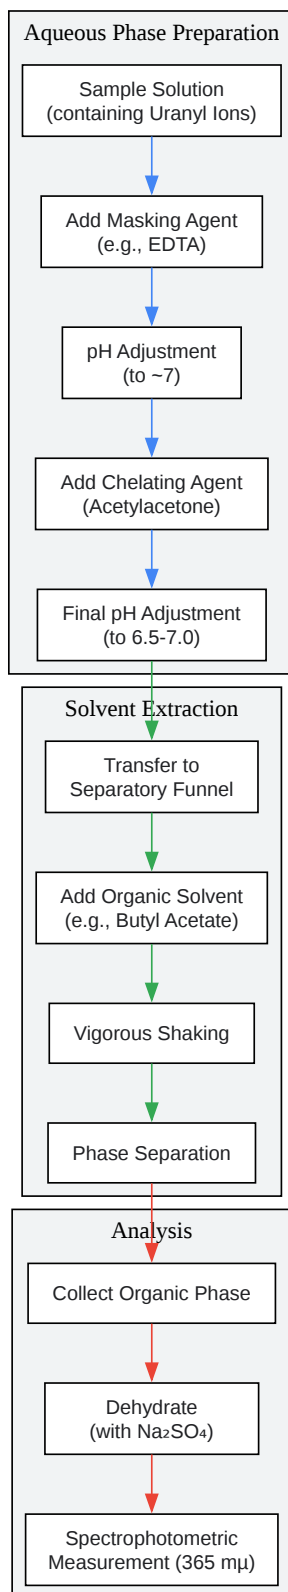 Aqueous Phase Preparation
Sample Solution
(containing Uranyl Ions)
Add Masking Agent
(e.g., EDTA)
pH Adjustment
(to ~7)
Add Chelating Agent
(Acetylacetone)
Final pH Adjustment
(to 6.5-7.0)
Solvent Extraction
Transfer to
Separatory Funnel
Add Organic Solvent
(e.g., Butyl Acetate)
Vigorous Shaking
Phase Separation
Analysis
Collect Organic Phase
Dehydrate
(with Na₂SO₄)
Spectrophotometric
Measurement (365 mµ)